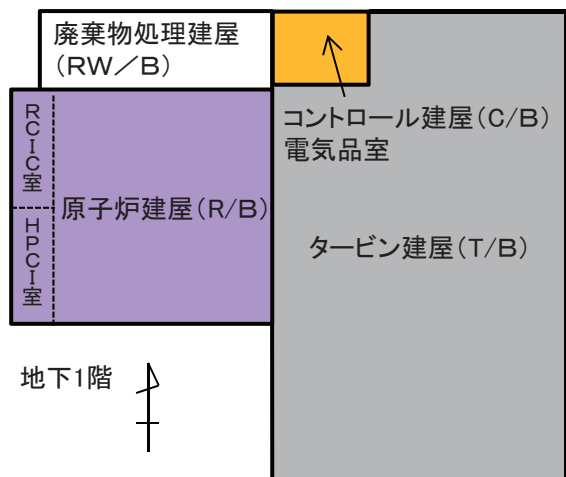 廃棄物処理建屋
(RW／B)
コントロール建屋(C/B)
電気品室
RCIC室
原子炉建屋(R/B)
HPCI室
タービン建屋(T/B)
地下1階